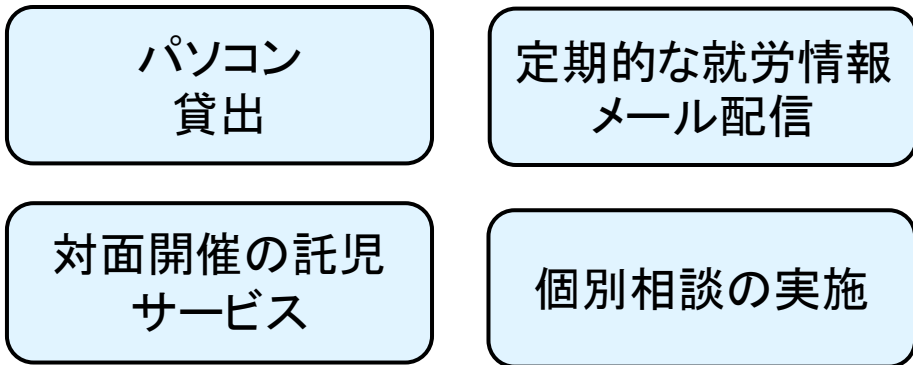 パソコン
貸出
定期的な就労情報
メール配信
対面開催の託児
サービス
個別相談の実施